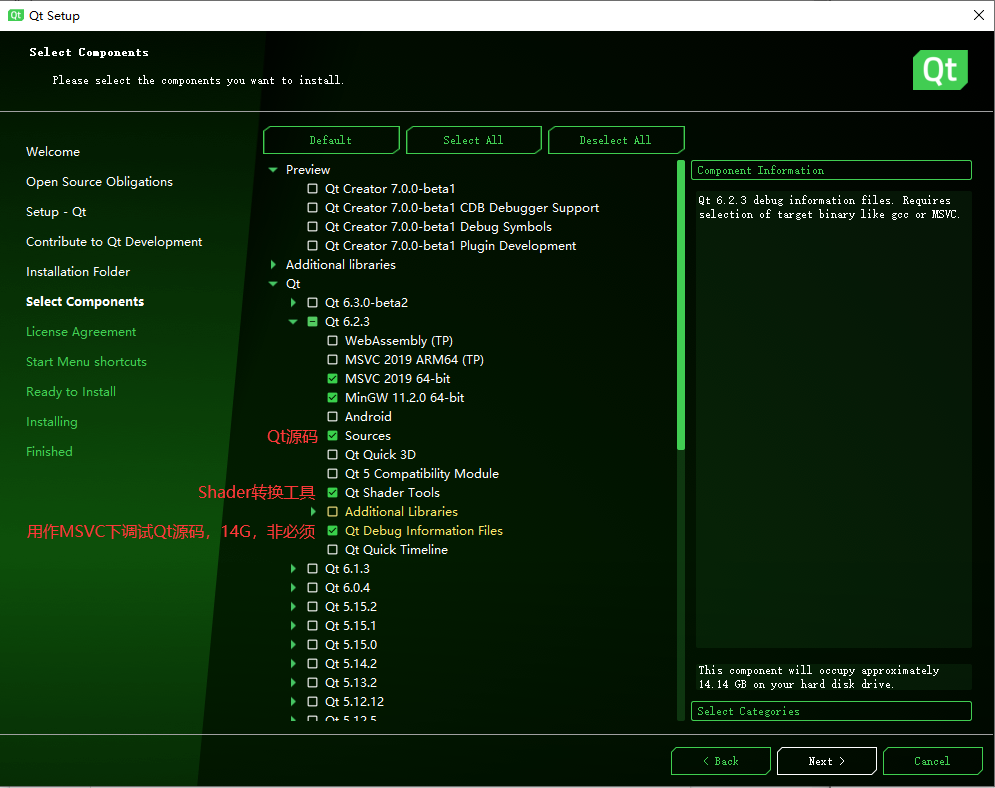 Qt Qt Setup
Select Components
Please select the components you want to install.
Qt
Welcome
Open Source Obligations
Setup - Qt
Contribute to Qt Development
Installation Folder
Select Components
License Agreement
Start Menu shortcuts
Ready to Install
Installing
Finished
Default Select All Deselect All
Preview
Qt Creator 7.0.0-beta1
Qt Creator 7.0.0-beta1 CDB Debugger Support
Qt Creator 7.0.0-beta1 Debug Symbols
Qt Creator 7.0.0-beta1 Plugin Development
Additional libraries
Qt
Qt 6.3.0-beta2
Qt 6.2.3
WebAssembly (TP)
MSVC 2019 ARM64 (TP)
MSVC 2019 64-bit
MinGW 11.2.0 64-bit
Android
Qt源码 Sources
Qt Quick 3D
Qt 5 Compatibility Module
Shader转换工具 Qt Shader Tools
Additional Libraries
用作MSVC下调试Qt源码，14G，非必须 Qt Debug Information Files
Qt Quick Timeline
Qt 6.1.3
Qt 6.0.4
Qt 5.15.2
Qt 5.15.1
Qt 5.15.0
Qt 5.14.2
Qt 5.13.2
Qt 5.12.12
Qt 5.12.5
Component Information
Qt 6.2.3 debug information files. Requires
selection of target binary like gcc or MSVC.
This component will occupy approximately
14.14 GB on your hard disk drive.
Select Categories
< Back Next > Cancel